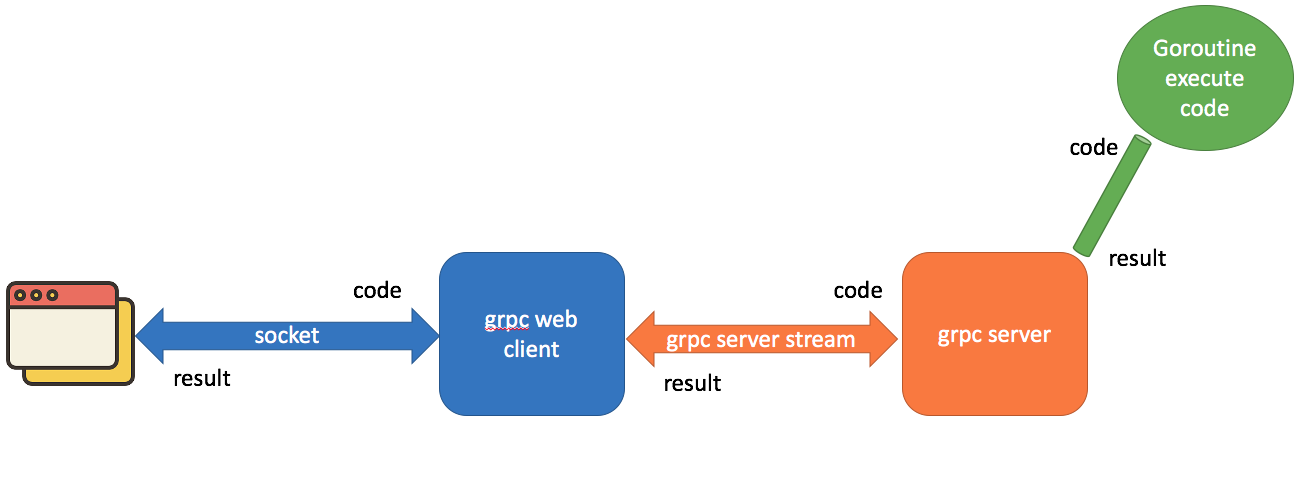 Goroutine
execute
code
code
result
code
socket
result
grpc web
client
code
grpc server stream
result
grpc server